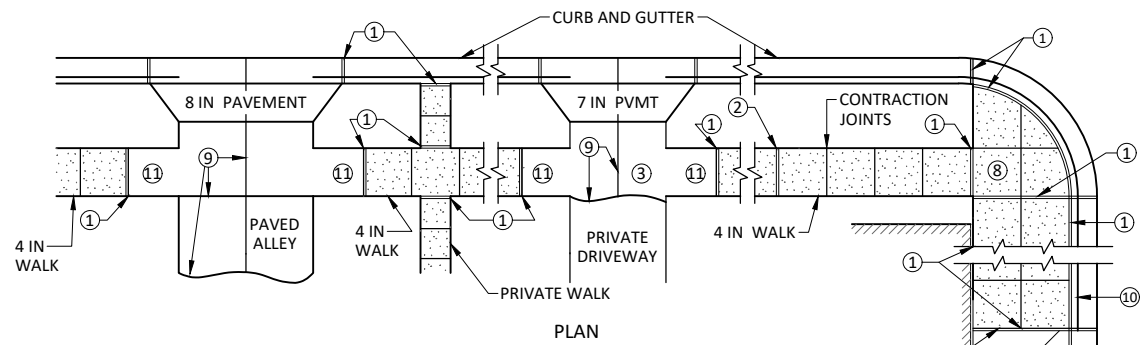 CURB AND GUTTER
1
1
8 IN PAVEMENT
7 IN PVMT
2
CONTRACTION
JOINTS
1
1
1
1
9
11
11
11
9
3
11
8
1
1
1
1
4 IN
WALK
PAVED
ALLEY
4 IN
WALK
PRIVATE
DRIVEWAY
4 IN WALK
1
PRIVATE WALK
10
PLAN